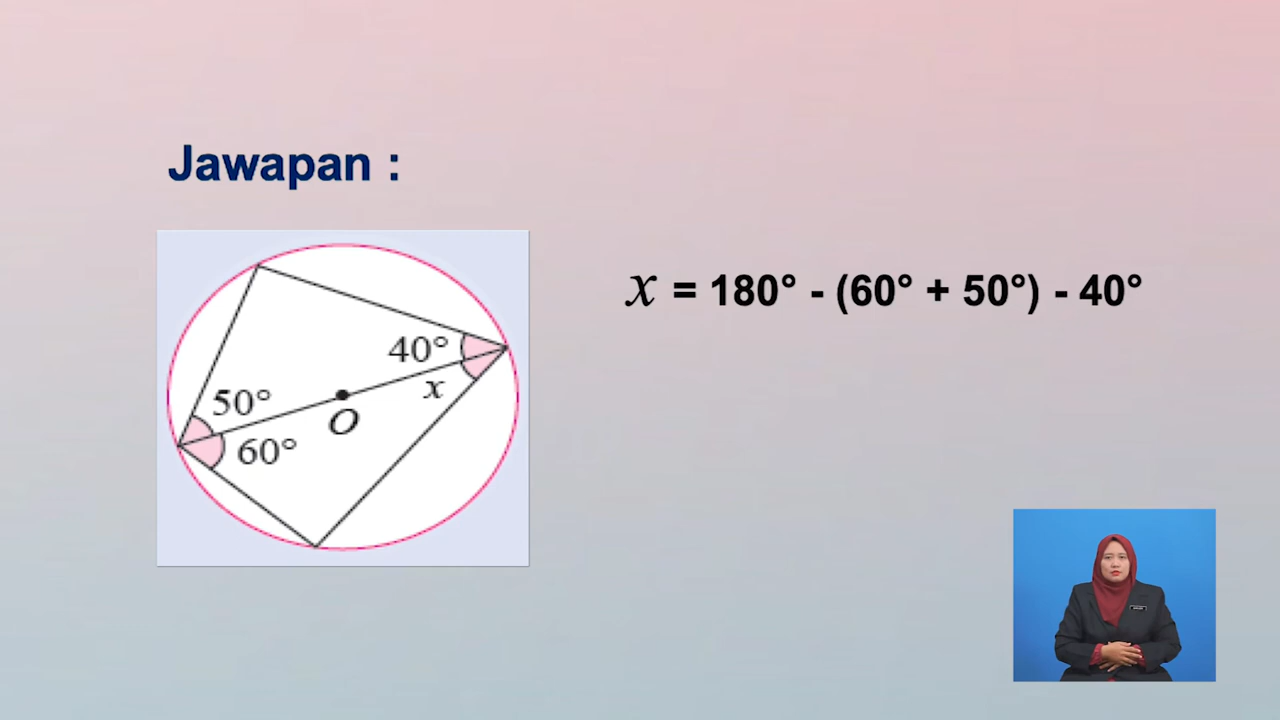 Jawapan :
x = 180° - (60° + 50°) - 40°
40°
x
50°
O
60°